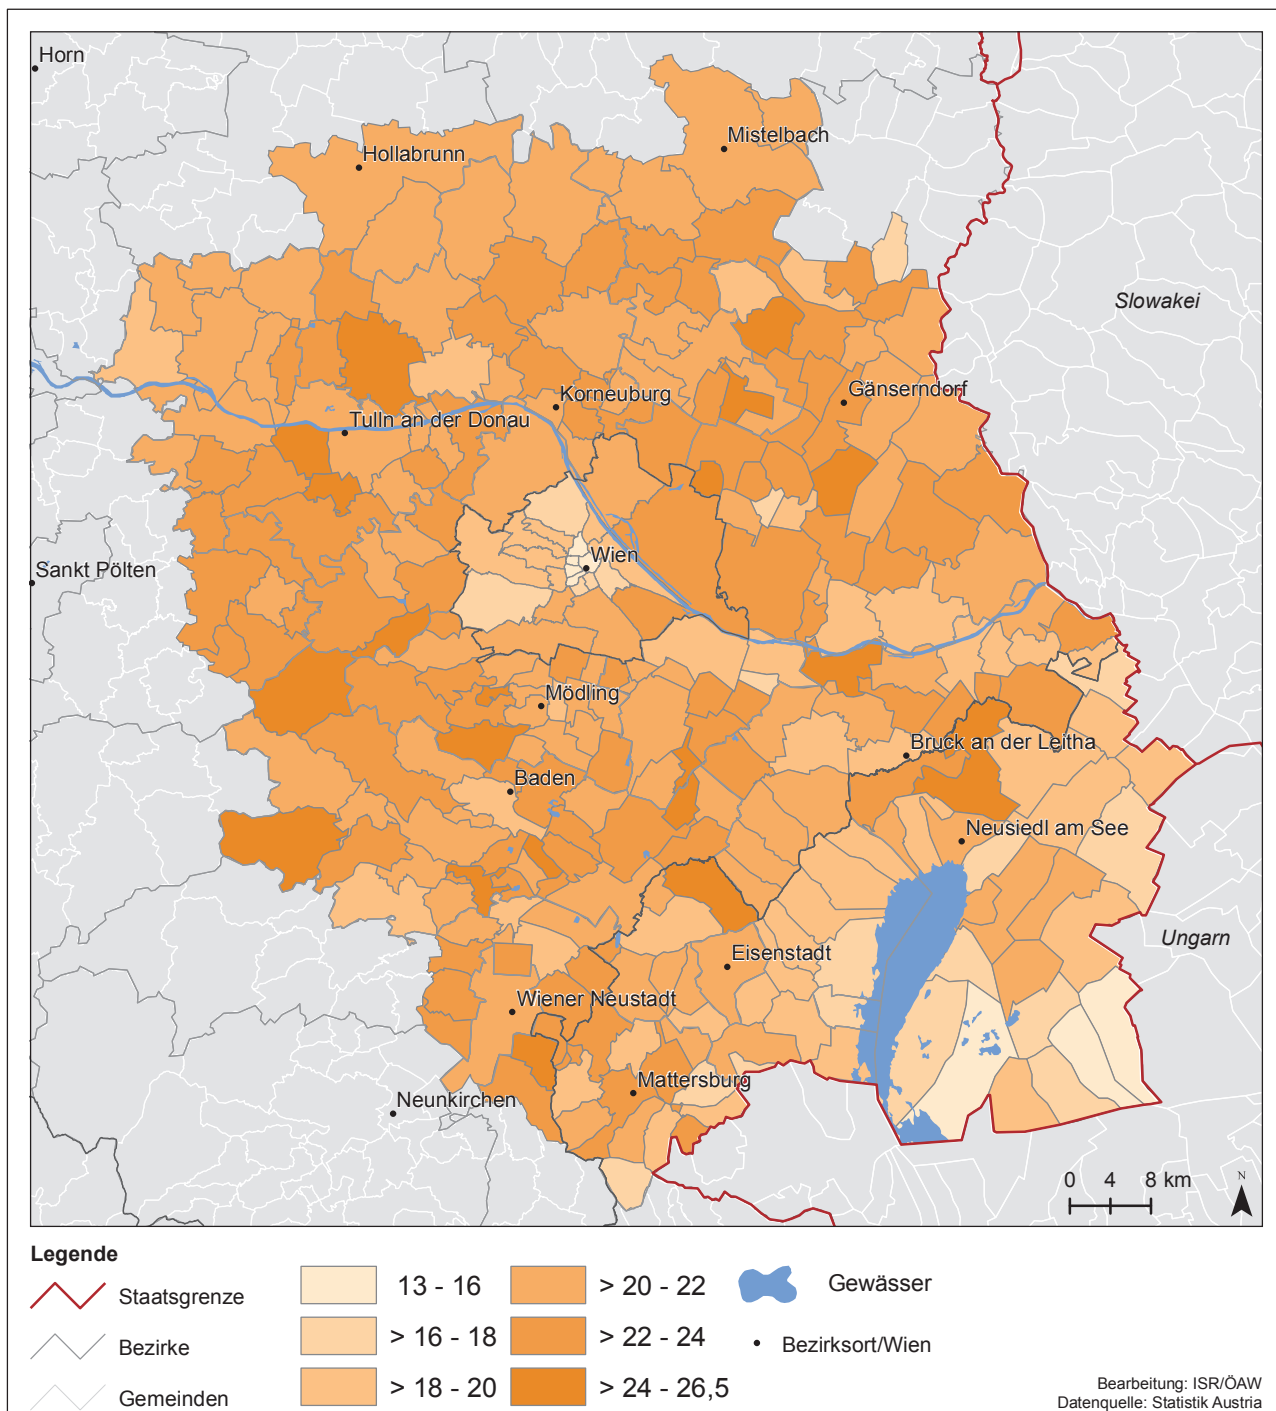 Horn
Mistelbach
Hollabrunn
Slowakei
Gänserndorf
Korneuburg
Tulln an der Donau
Wien
Sankt Pölten
Mödling
Bruck an der Leitha
Baden
Neusiedl am See
Ungarn
Eisenstadt
Wiener Neustadt
Mattersburg
Neunkirchen
N
0 4 8 km
Legende
Staatsgrenze
Bezirke
Gemeinden
13 - 16
> 16 - 18
> 18 - 20
> 20 - 22
> 22 - 24
> 24 - 26,5
Gewässer
Bezirksort/Wien
Bearbeitung: ISR/ÖAW
Datenquelle: Statistik Austria